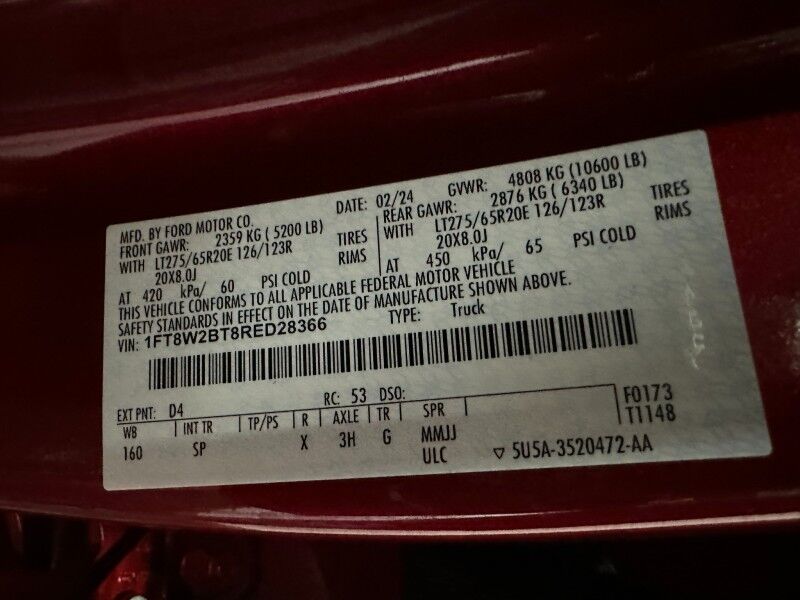 MFD. BY FORD MOTOR CO. DATE: 02/24 GVWR: 4808 KG (10600 LB)
FRONT GAWR: 2359 KG ( 5200 LB) REAR GAWR: 2876 KG ( 6340 LB)
WITH LT275/65R20E 126/123R TIRES WITH LT275/65R20E 126/123R TIRES
20X8.0J RIMS 20X8.0J RIMS
AT 420 kPa/ 60 PSI COLD AT 450 kPa/ 65 PSI COLD
THIS VEHICLE CONFORMS TO ALL APPLICABLE FEDERAL MOTOR VEHICLE
SAFETY STANDARDS IN EFFECT ON THE DATE OF MANUFACTURE SHOWN ABOVE.
VIN: 1FT8W2BT8RED28366 TYPE: Truck
EXT PNT: D4 RC: 53 DSO: F0173
WB INT TR TP/PS R AXLE TR SPR T1148
160 SP X 3H G MMJJ
ULC ▽ 5U5A-3520472-AA